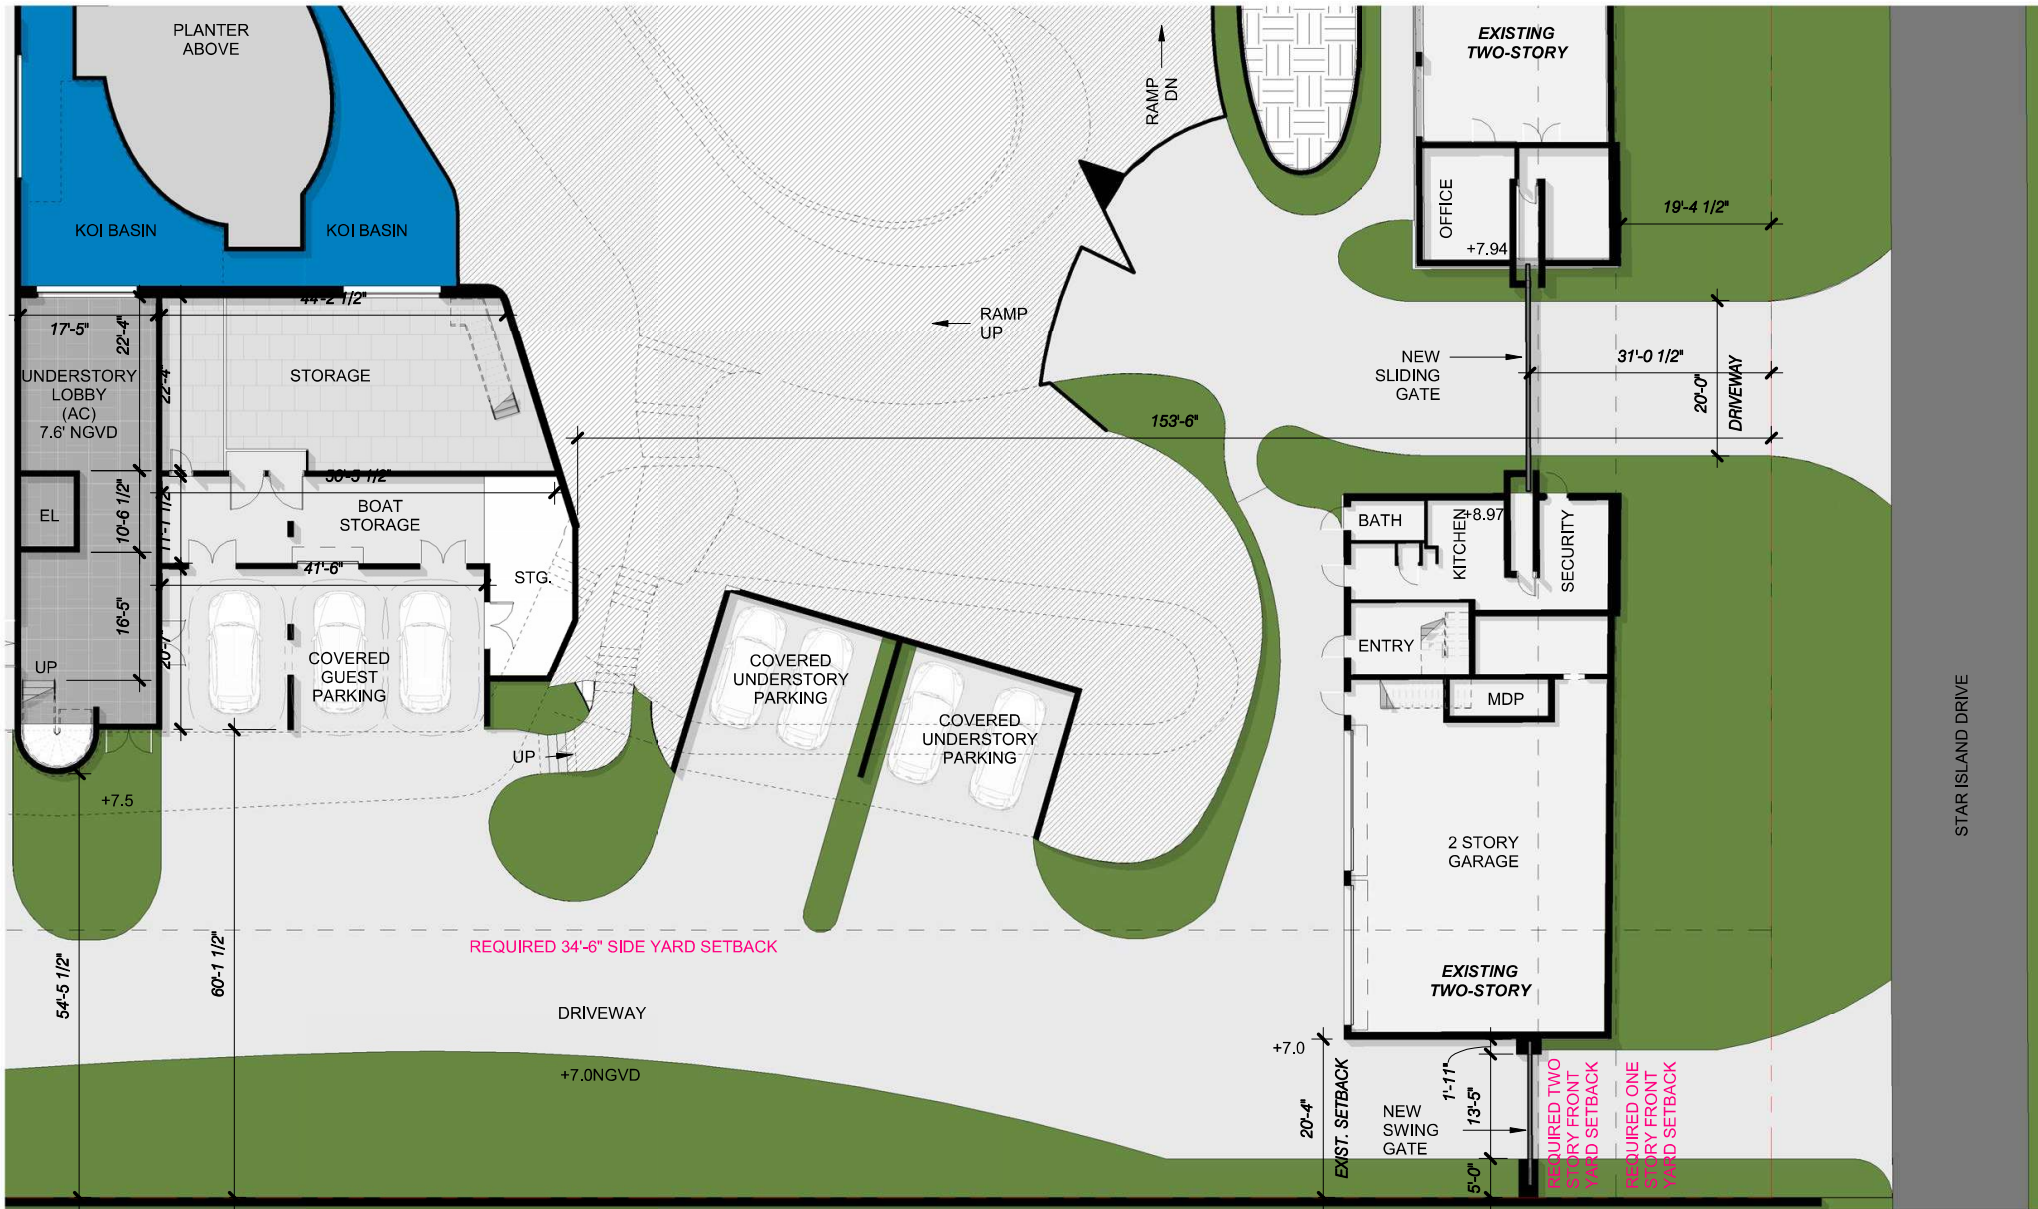 PLANTER
ABOVE
RAMP
DN
EXISTING
TWO-STORY
KOI BASIN
KOI BASIN
OFFICE
+7.94
19'-4 1/2"
44'-2 1/2"
17'-5"
22'-4"
22'-4"
UNDERSTORY
LOBBY
(AC)
7.6' NGVD
STORAGE
RAMP
UP
NEW
SLIDING
GATE
31'-0 1/2"
20'-0"
DRIVEWAY
153'-6"
EL
10'-6 1/2"
11'-1 1/2"
BOAT
STORAGE
BATH
KITCHEN
+8.97
SECURITY
41'-6"
STG.
16'-5"
20'-7"
UP
COVERED
GUEST
PARKING
COVERED
UNDERSTORY
PARKING
COVERED
UNDERSTORY
PARKING
ENTRY
MDP
UP
+7.5
2 STORY
GARAGE
STAR ISLAND DRIVE
REQUIRED 34'-6" SIDE YARD SETBACK
54'-5 1/2"
60'-1 1/2"
DRIVEWAY
EXISTING
TWO-STORY
+7.0NGVD
+7.0
20'-4"
EXIST. SETBACK
1'-11"
13'-5"
5'-0"
NEW
SWING
GATE
REQUIRED TWO
STORY FRONT
YARD SETBACK
REQUIRED ONE
STORY FRONT
YARD SETBACK